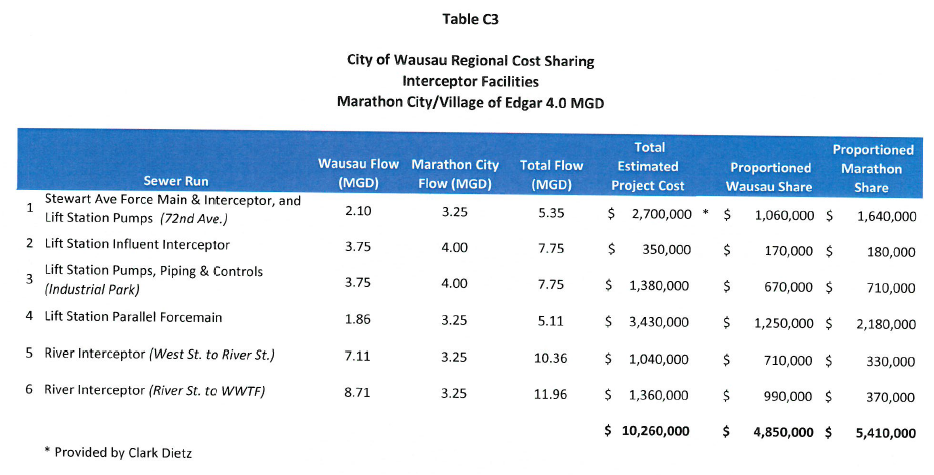 Table C3
City of Wausau Regional Cost Sharing
Interceptor Facilities
Marathon City/Village of Edgar 4.0 MGD
Sewer Run Wausau Flow (MGD) Marathon City Flow (MGD) Total Flow (MGD) Total Estimated Project Cost Proportioned Wausau Share Proportioned Marathon Share
1 Stewart Ave Force Main & Interceptor, and Lift Station Pumps (72nd Ave.) 2.10 3.25 5.35 $ 2,700,000 * $ 1,060,000 $ 1,640,000
2 Lift Station Influent Interceptor 3.75 4.00 7.75 $ 350,000 $ 170,000 $ 180,000
3 Lift Station Pumps, Piping & Controls (Industrial Park) 3.75 4.00 7.75 $ 1,380,000 $ 670,000 $ 710,000
4 Lift Station Parallel Forcemain 1.86 3.25 5.11 $ 3,430,000 $ 1,250,000 $ 2,180,000
5 River Interceptor (West St. to River St.) 7.11 3.25 10.36 $ 1,040,000 $ 710,000 $ 330,000
6 River Interceptor (River St. to WWTF) 8.71 3.25 11.96 $ 1,360,000 $ 990,000 $ 370,000
$ 10,260,000 $ 4,850,000 $ 5,410,000
* Provided by Clark Dietz